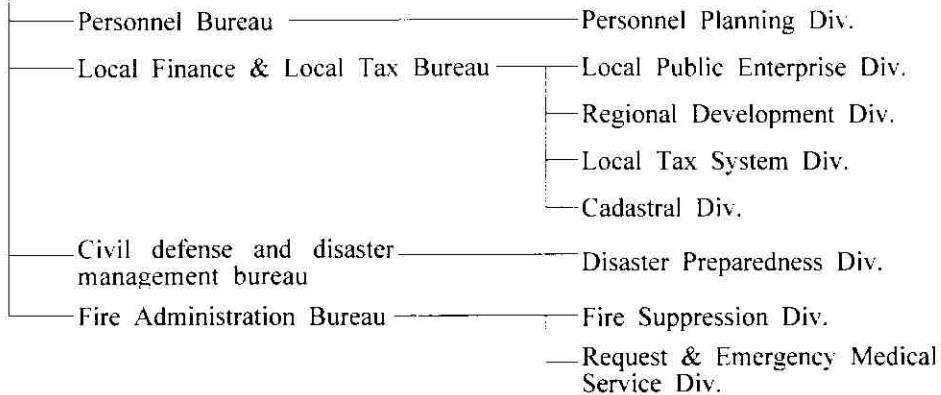 Personnel Bureau Personnel Planning Div.
Local Finance & Local Tax Bureau Local Public Enterprise Div.
Regional Development Div.
Local Tax System Div.
Cadastral Div.
Civil defense and disaster
management bureau
Disaster Preparedness Div.
Fire Administration Bureau Fire Suppression Div.
Request & Emergency Medical
Service Div.